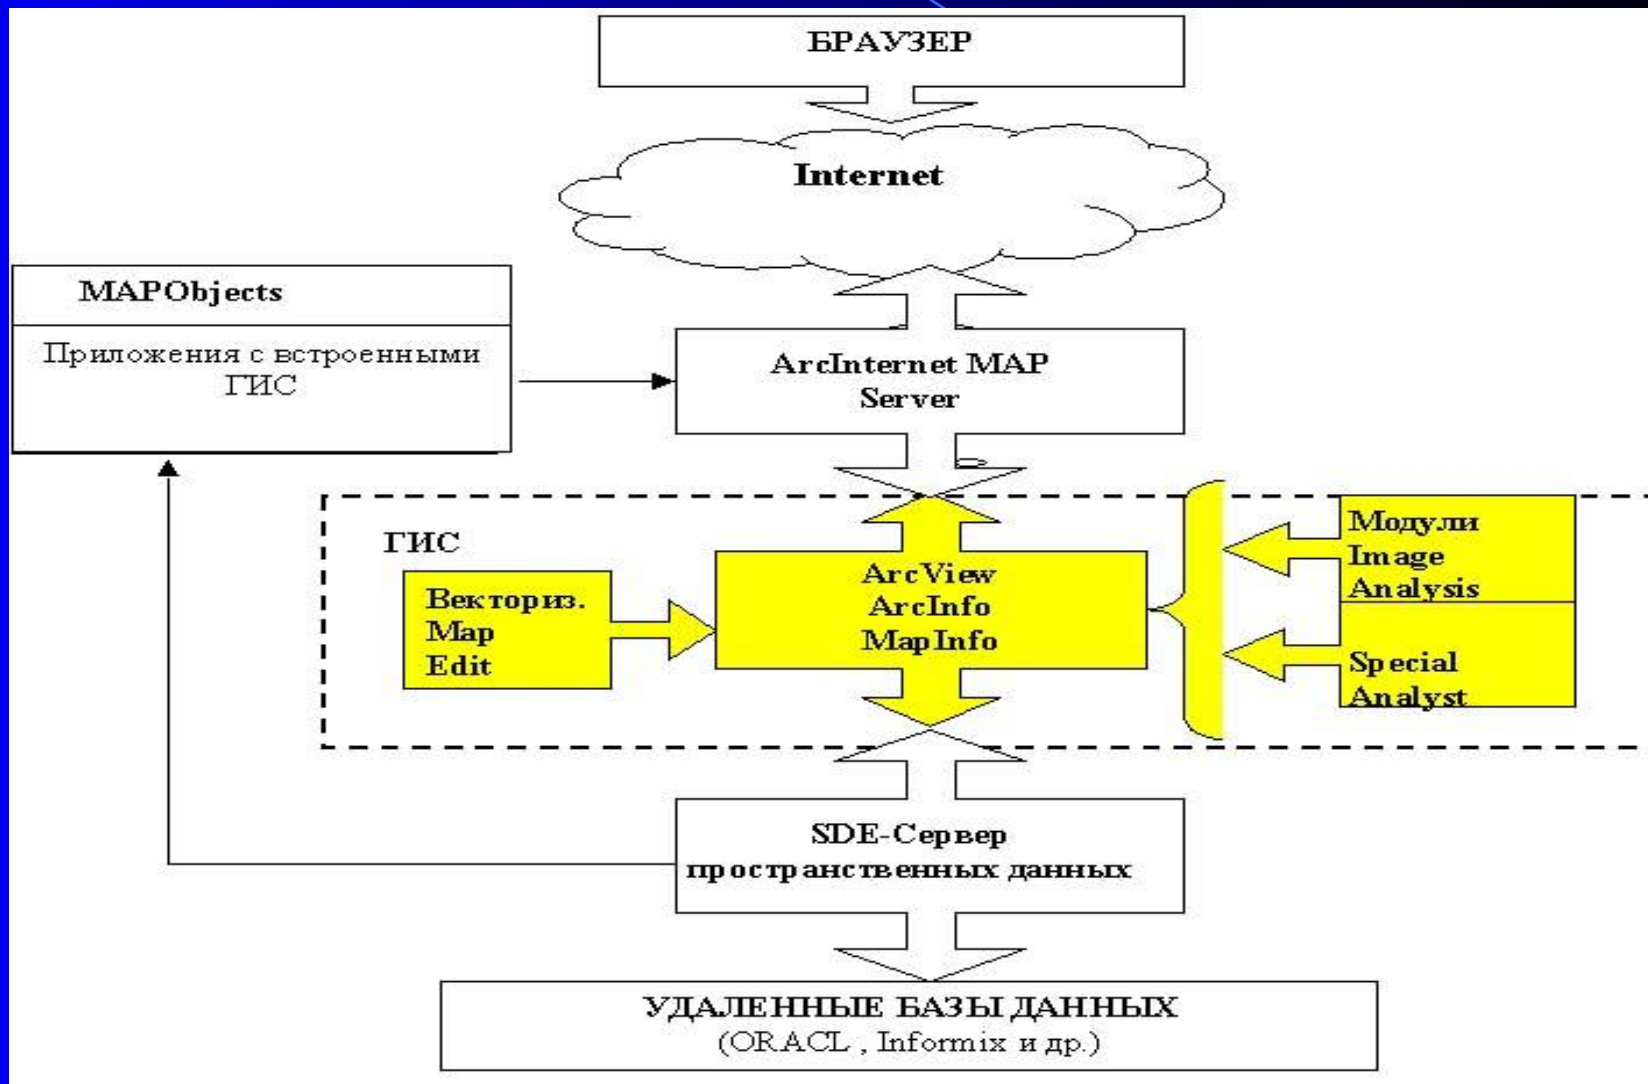 БРАУЗЕР
Internet
MAPObjects
Приложения с встроенными
ГИС
ArcInternet MAP
Server
ГИС
Векториз.
Map
Edit
ArcView
ArcInfo
MapInfo
Модули
Image
Analysis
Special
Analyst
SDE-Сервер
пространственных данных
УДАЛЕННЫЕ БАЗЫ ДАННЫХ
(ORACL , Informix и др.)